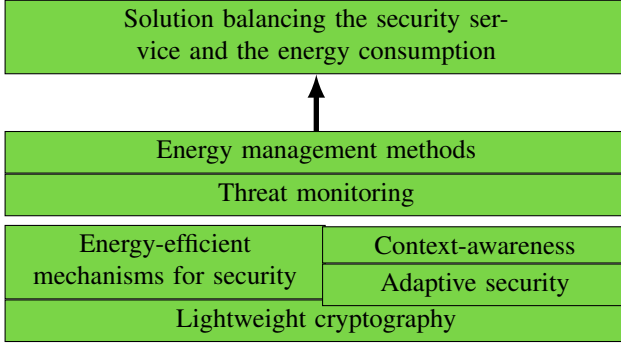 Solution balancing the security ser-
vice and the energy consumption
Energy management methods
Threat monitoring
Energy-efficient
mechanisms for security
Context-awareness
Adaptive security
Lightweight cryptography